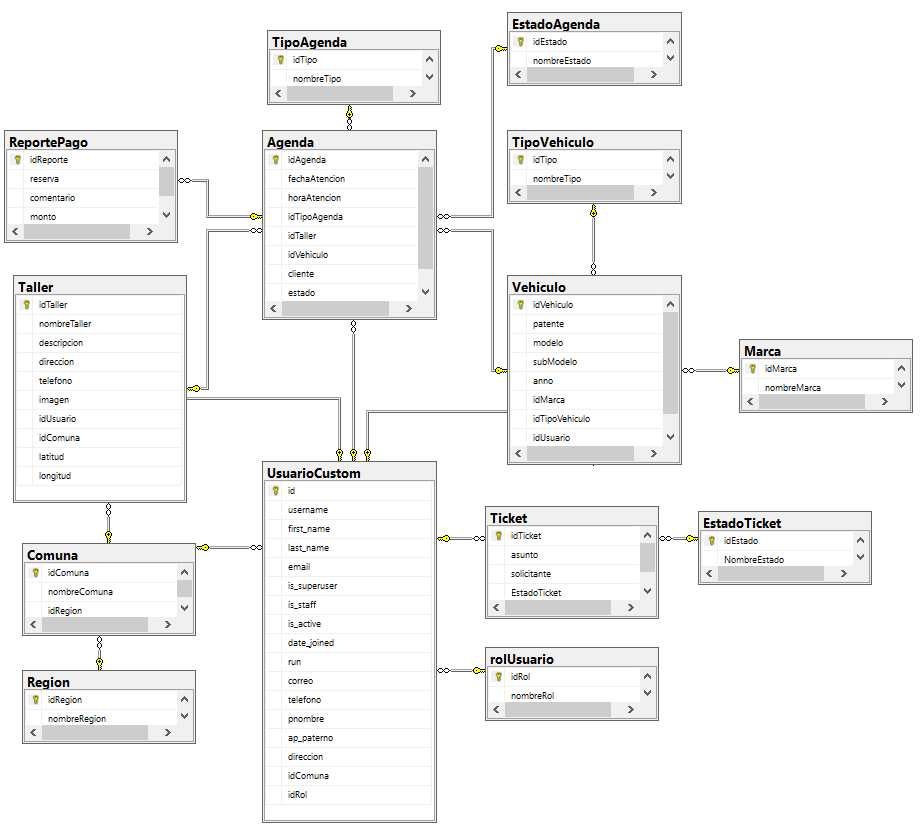 EstadoAgenda
idEstado
nombreEstado
TipoAgenda
idTipo
nombreTipo
ReportePago
idReporte
reserva
comentario
monto
Agenda
idAgenda
fechaAtencion
horaAtencion
idTipoAgenda
idTaller
idVehiculo
cliente
estado
TipoVehiculo
idTipo
nombreTipo
Taller
idTaller
nombreTaller
descripcion
direccion
telefono
imagen
idUsuario
idComuna
latitud
longitud
Vehiculo
idVehiculo
patente
modelo
subModelo
anno
idMarca
idTipoVehiculo
idUsuario
Marca
idMarca
nombreMarca
UsuarioCustom
id
username
first_name
last_name
email
is_superuser
is_staff
is_active
date_joined
run
correo
telefono
pnombre
ap_paterno
direccion
idComuna
idRol
Ticket
idTicket
asunto
solicitante
EstadoTicket
EstadoTicket
idEstado
NombreEstado
Comuna
idComuna
nombreComuna
idRegion
rolUsuario
idRol
nombreRol
Region
idRegion
nombreRegion